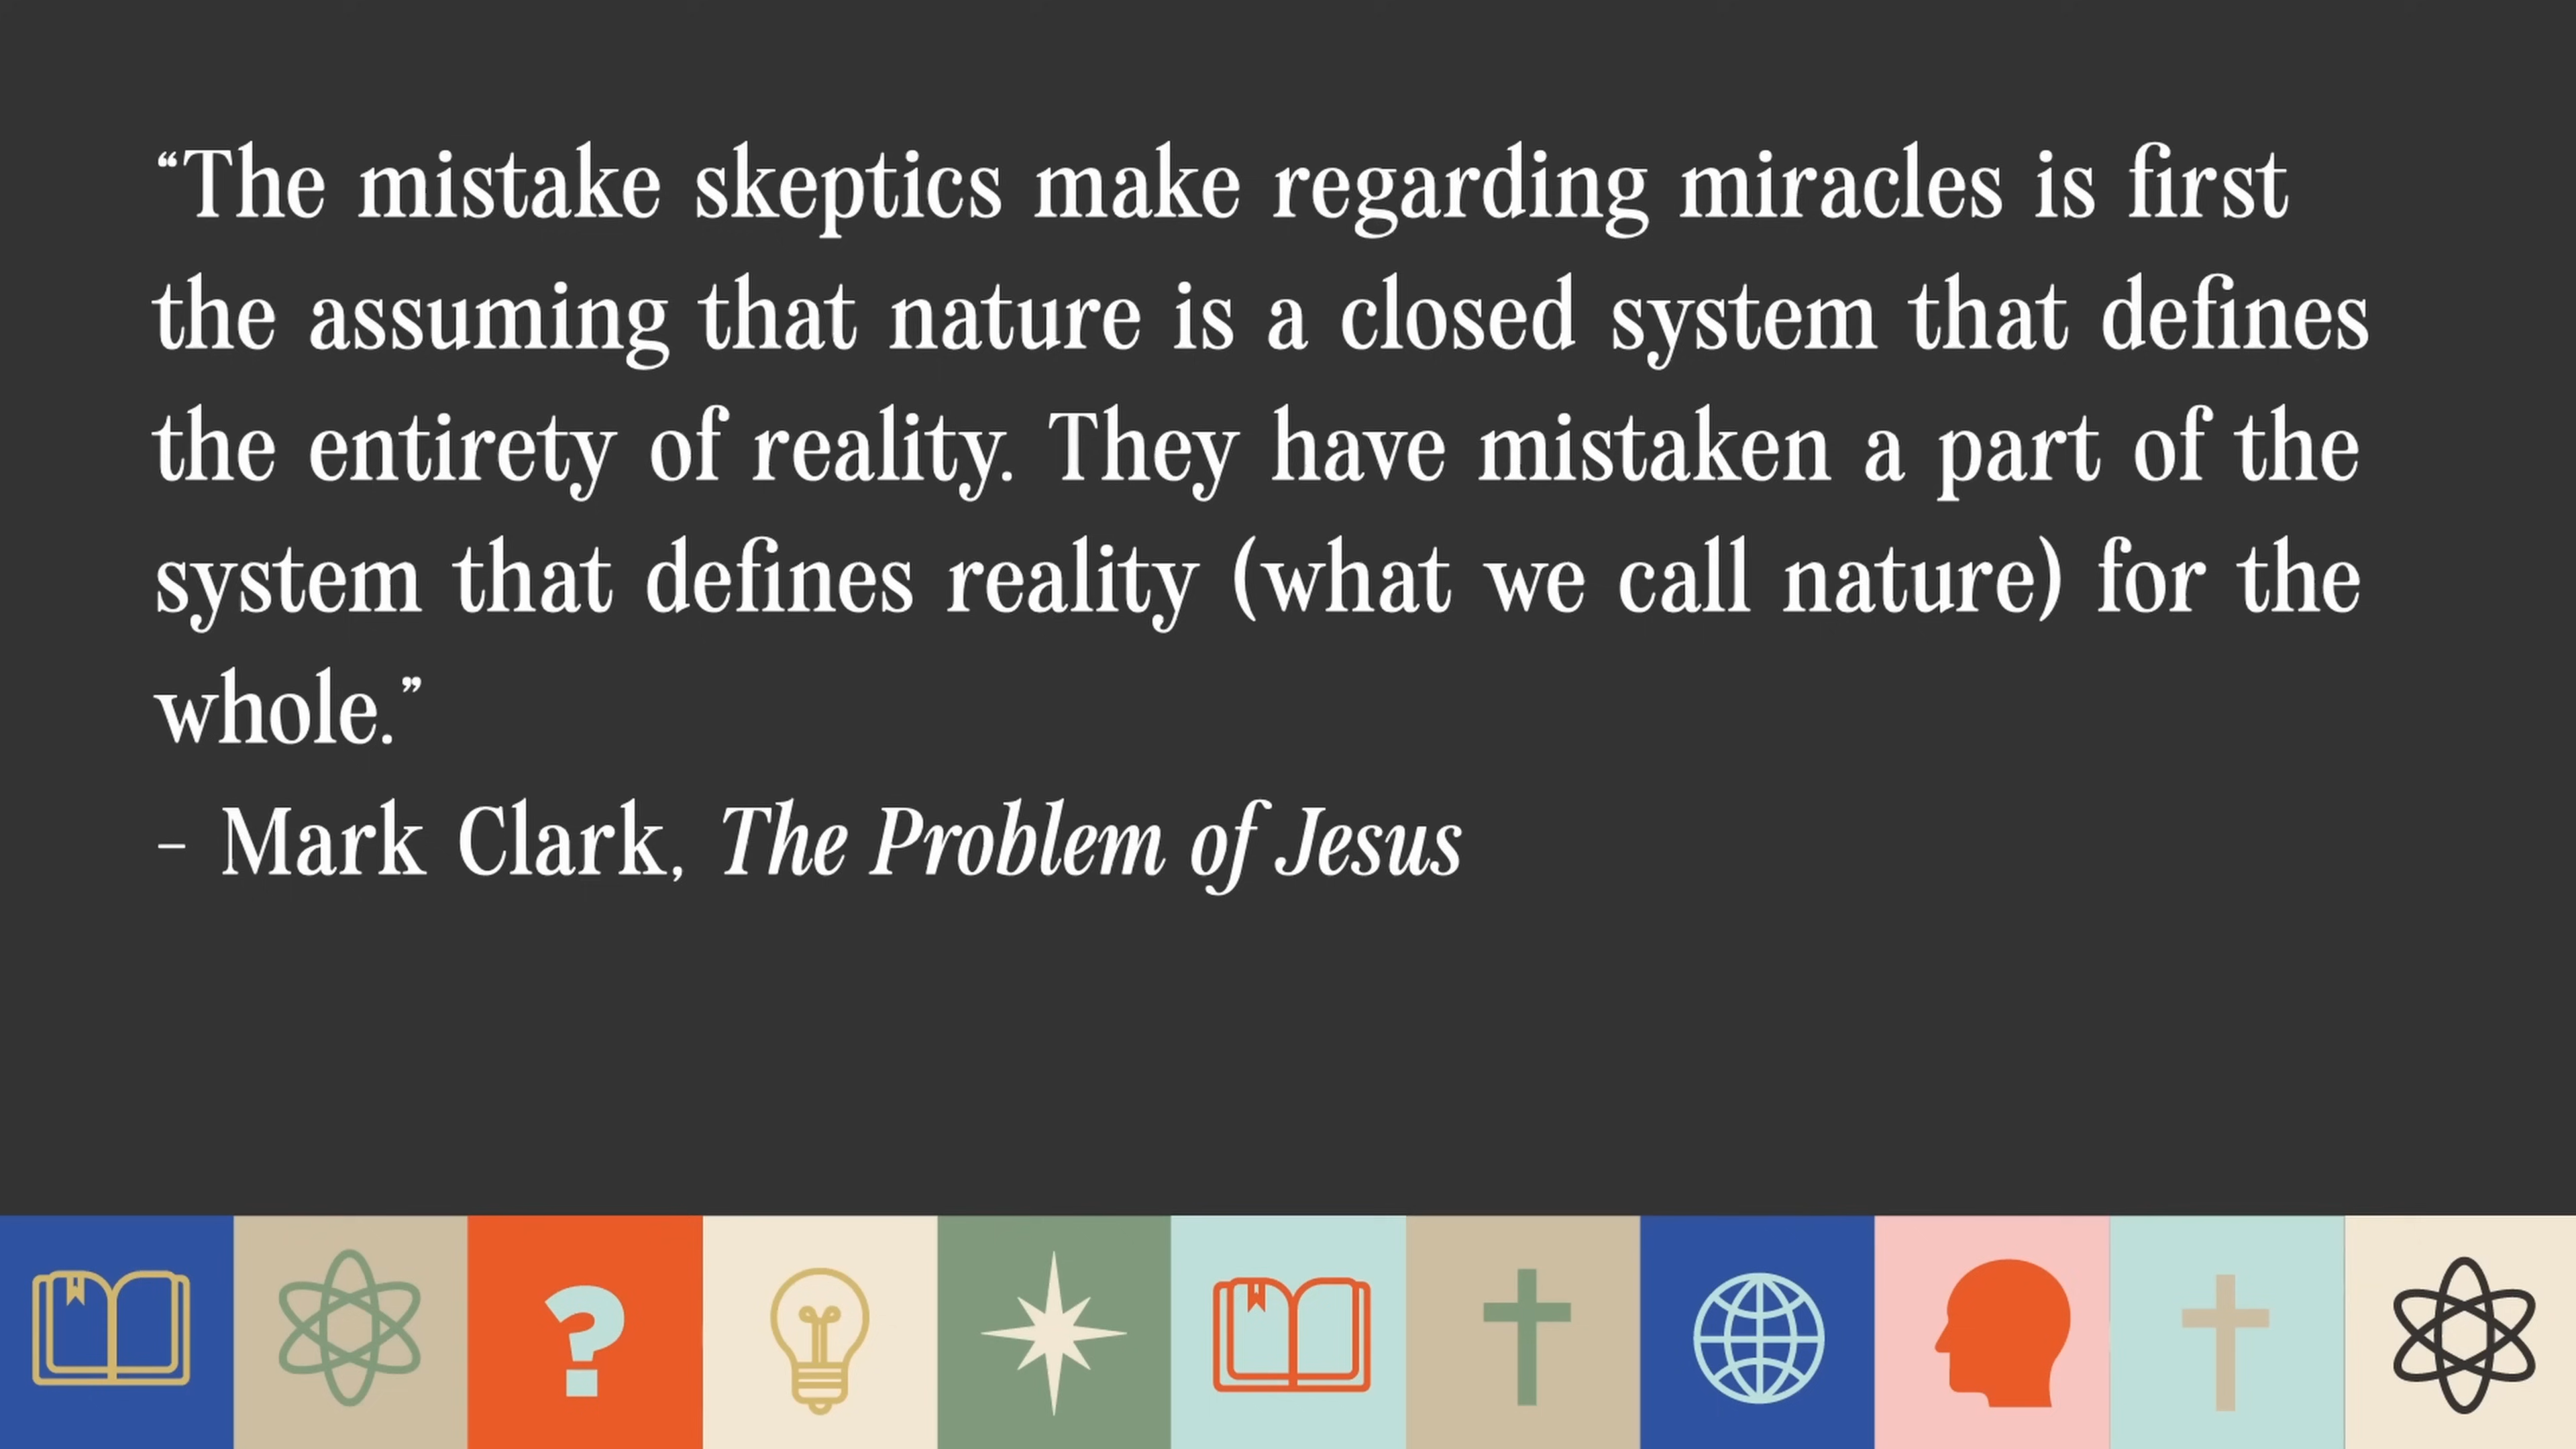 “The mistake skeptics make regarding miracles is first
the assuming that nature is a closed system that defines
the entirety of reality. They have mistaken a part of the
system that defines reality (what we call nature) for the
whole.”
- Mark Clark, The Problem of Jesus
?